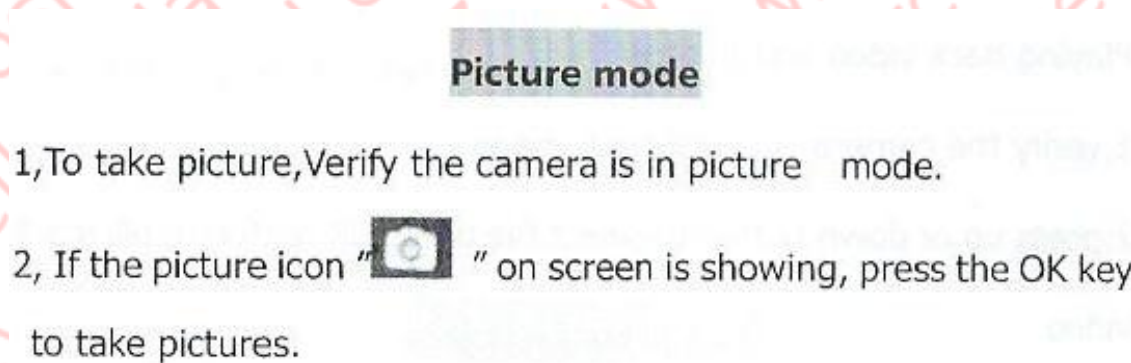 Picture mode
1,To take picture,Verify the camera is in picture mode.
2, If the picture icon " " on screen is showing, press the OK key
to take pictures.